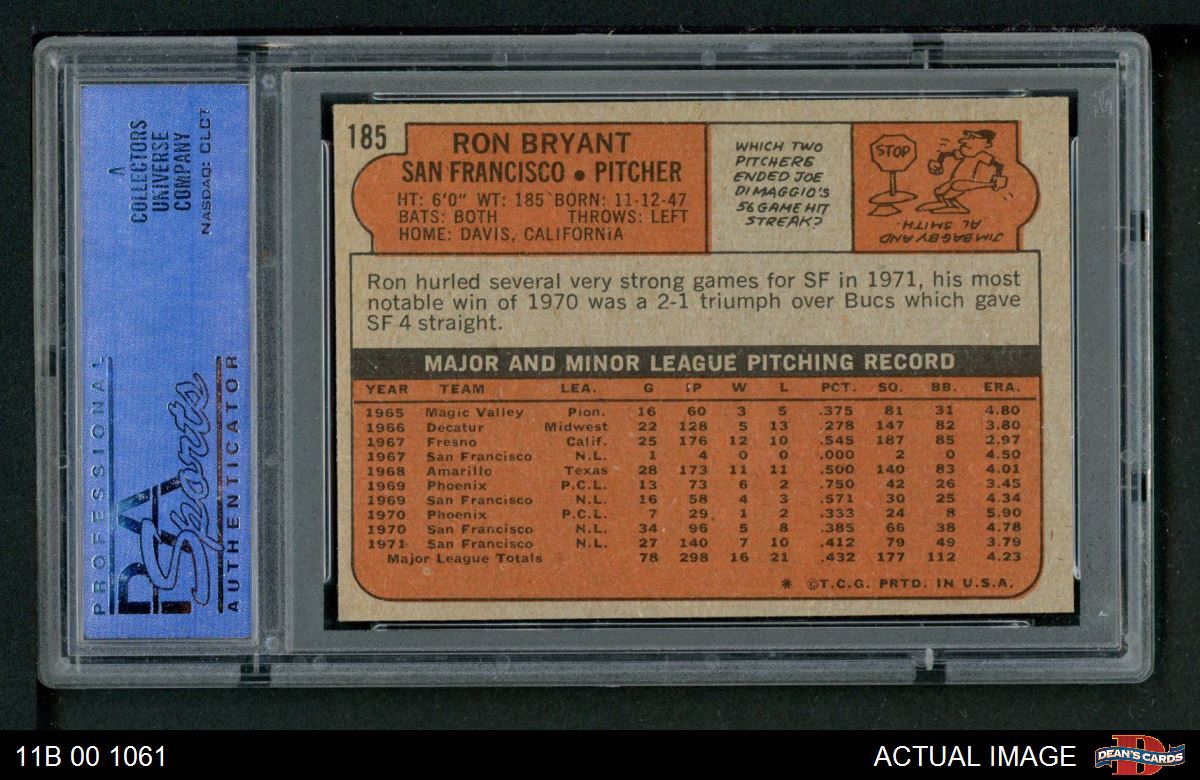 A
COLLECTORS
UNIVERSE
COMPANY
NASDAQ: CLCT
PROFESSIONAL
PSA
Sports
AUTHENTICATOR
185
RON BRYANT
SAN FRANCISCO • PITCHER
HT: 6'0" WT: 185 BORN: 11-12-47
BATS: BOTH THROWS: LEFT
HOME: DAVIS, CALIFORNIA
WHICH TWO
PITCHERS
ENDED JOE
DI MAGGIO'S
56 GAME HIT
STREAK?
STOP
JIM BAGBY AND
AL SMITH.
Ron hurled several very strong games for SF in 1971, his most
notable win of 1970 was a 2-1 triumph over Bucs which gave
SF 4 straight.
MAJOR AND MINOR LEAGUE PITCHING RECORD
YEAR TEAM LEA. G IP W L PCT. SO. BB. ERA.
1965 Magic Valley Pion. 16 60 3 5 .375 81 31 4.80
1966 Decatur Midwest 22 128 5 13 .278 147 82 3.80
1967 Fresno Calif. 25 176 12 10 .545 187 85 2.97
1967 San Francisco N.L. 1 4 0 0 .000 2 0 4.50
1968 Amarillo Texas 28 173 11 11 .500 140 83 4.01
1969 Phoenix P.C.L. 13 73 6 2 .750 42 26 3.45
1969 San Francisco N.L. 16 58 4 3 .571 30 25 4.34
1970 Phoenix P.C.L. 7 29 1 2 .333 24 8 5.90
1970 San Francisco N.L. 34 96 5 8 .385 66 38 4.78
1971 San Francisco N.L. 27 140 7 10 .412 79 49 3.79
Major League Totals 78 298 16 21 .432 177 112 4.23
* ©T.C.G. PRTD. IN U.S.A.
11B 00 1061
ACTUAL IMAGE
DEAN'S CARDS